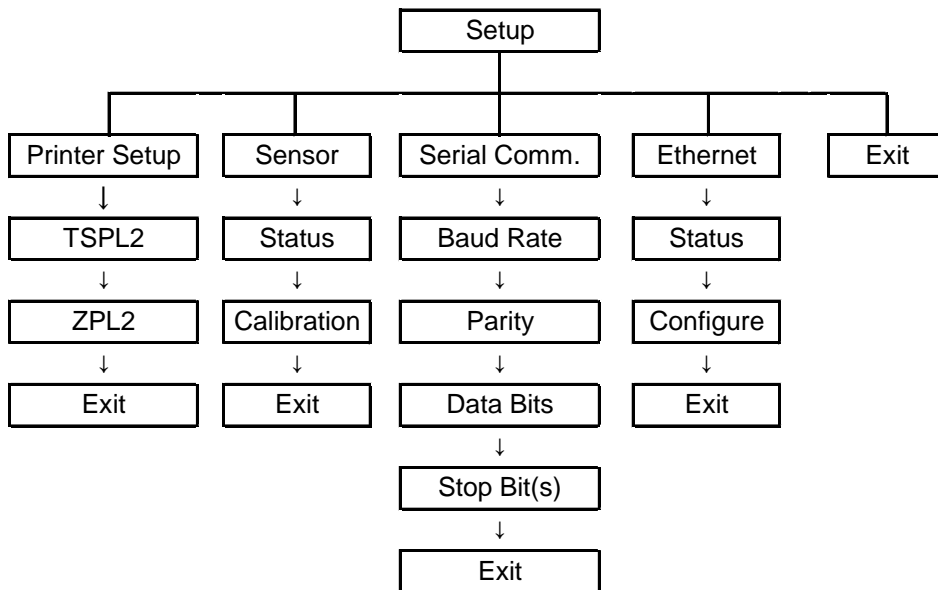 Setup
Printer Setup
Sensor
Serial Comm.
Ethernet
Exit
↓
↓
↓
↓
TSPL2
Status
Baud Rate
Status
↓
↓
↓
↓
ZPL2
Calibration
Parity
Configure
↓
↓
↓
↓
Exit
Exit
Data Bits
Exit
↓
Stop Bit(s)
↓
Exit